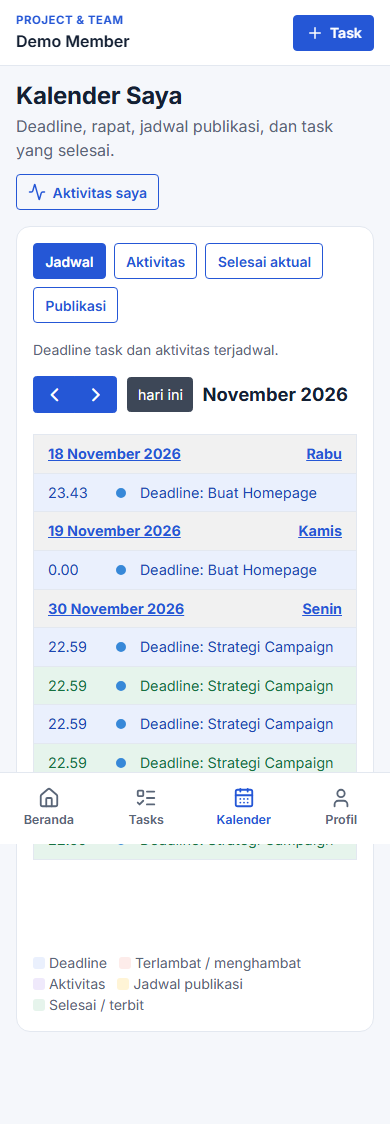 PROJECT & TEAM
Demo Member
Task
Kalender Saya
Deadline, rapat, jadwal publikasi, dan task
yang selesai.
Aktivitas saya
Jadwal
Aktivitas
Selesai aktual
Publikasi
Deadline task dan aktivitas terjadwal.
hari ini
November 2026
18 November 2026 Rabu
23.43 Deadline: Buat Homepage
19 November 2026 Kamis
0.00 Deadline: Buat Homepage
30 November 2026 Senin
22.59 Deadline: Strategi Campaign
22.59 Deadline: Strategi Campaign
22.59 Deadline: Strategi Campaign
22.59 Deadline: Strategi Campaign
Beranda
Tasks
Kalender
Profil
Deadline
Terlambat / menghambat
Aktivitas
Jadwal publikasi
Selesai / terbit